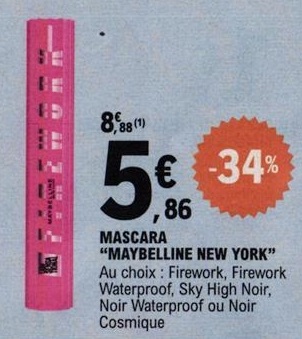 MAYBELLINE
8€,88(1)
5€,86
-34%
MASCARA
“MAYBELLINE NEW YORK”
Au choix : Firework, Firework
Waterproof, Sky High Noir,
Noir Waterproof ou Noir
Cosmique